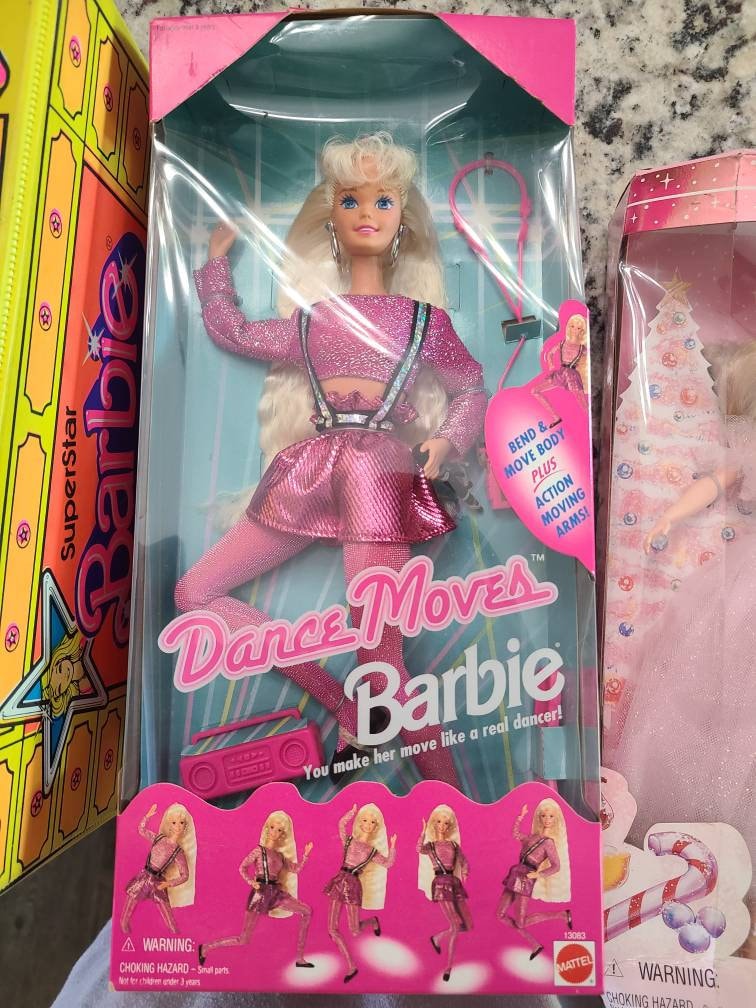 SuperStar
Barbie
BEND &
MOVE BODY
PLUS
ACTION
MOVING
ARMS!
Dance Moves™
Barbie®
You make her move like a real dancer!
⚠ WARNING:
CHOKING HAZARD – Small parts.
Not for children under 3 years
13083
MATTEL
⚠ WARNING:
CHOKING HAZARD